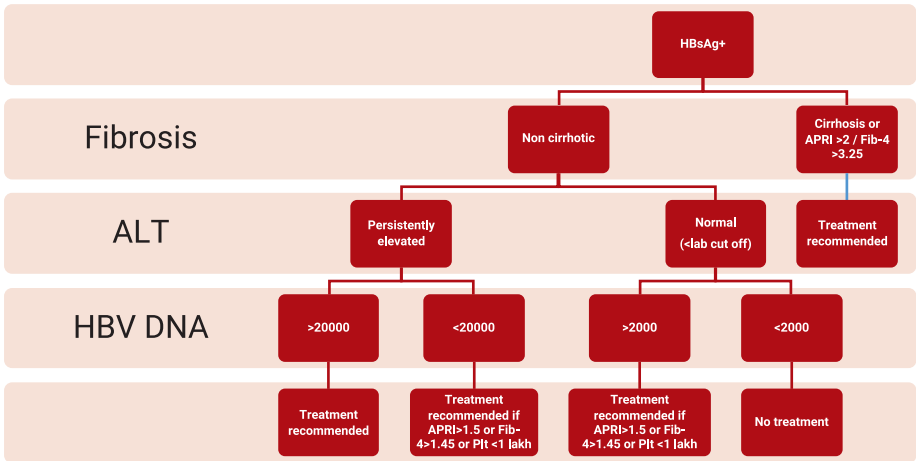 HBsAg+
Fibrosis
Non cirrhotic
Cirrhosis or
APRI >2 / Fib-4
>3.25
ALT
Persistently
elevated
Normal
(<lab cut off)
Treatment
recommended
HBV DNA
>20000
<20000
>2000
<2000
Treatment
recommended
Treatment
recommended if
APRI>1.5 or Fib-
4>1.45 or Plt <1 lakh
Treatment
recommended if
APRI>1.5 or Fib-
4>1.45 or Plt <1 lakh
No treatment